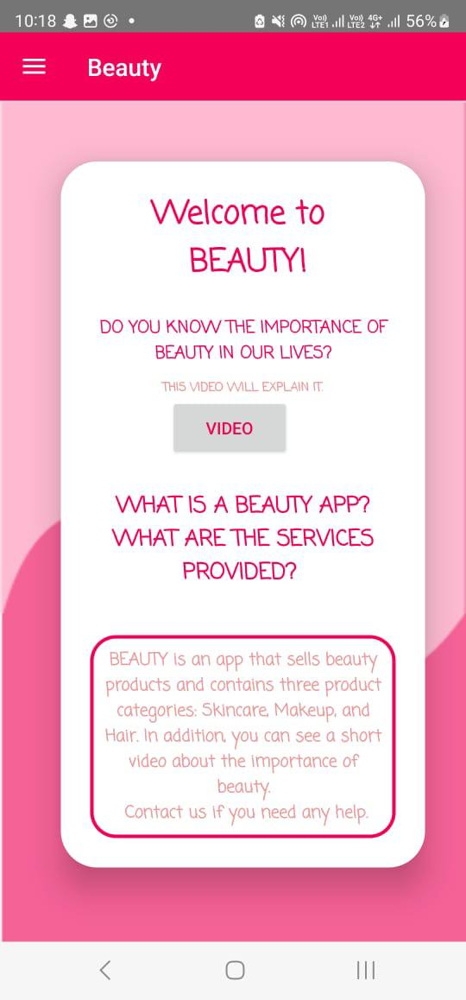 10:18 Vo)) LTE1 Vo)) LTE2 4G+ 56%
Beauty
Welcome to
BEAUTY!
DO YOU KNOW THE IMPORTANCE OF
BEAUTY IN OUR LIVES?
THIS VIDEO WILL EXPLAIN IT.
VIDEO
WHAT IS A BEAUTY APP?
WHAT ARE THE SERVICES
PROVIDED?
BEAUTY is an app that sells beauty
products and contains three product
categories: Skincare, Makeup, and
Hair. In addition, you can see a short
video about the importance of
beauty.
Contact us if you need any help.